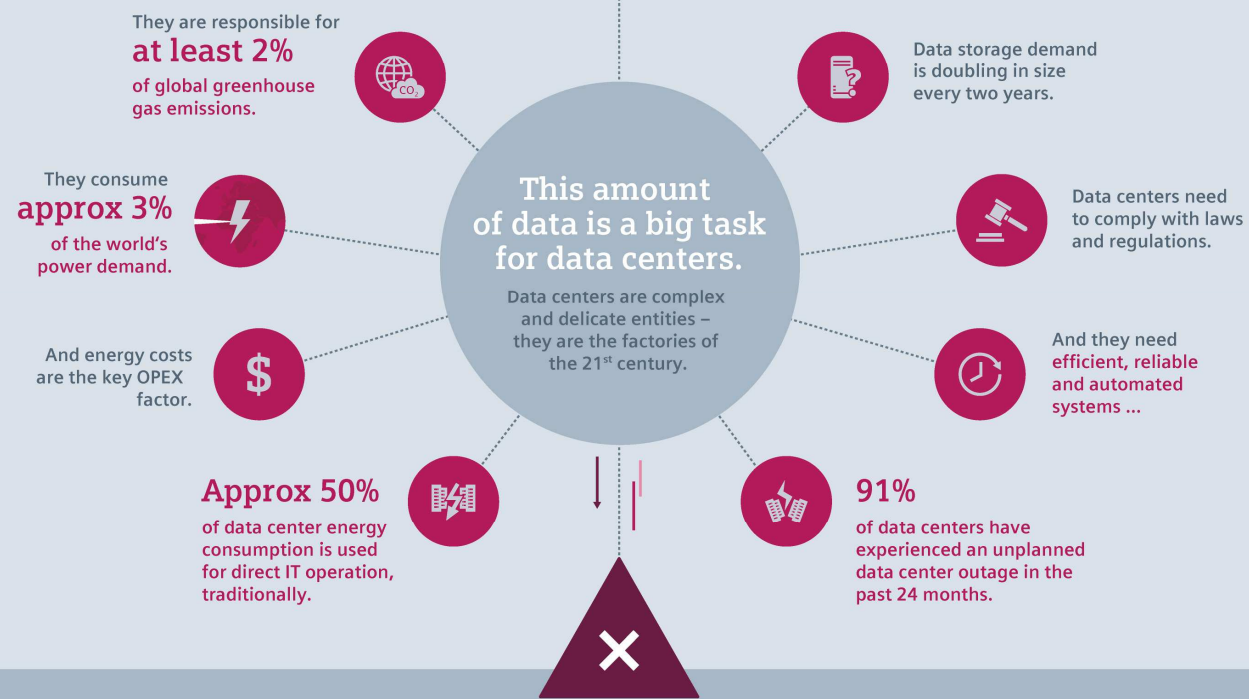 They are responsible for
at least 2%
of global greenhouse
gas emissions.
CO₂
They consume
approx 3%
of the world's
power demand.
And energy costs
are the key OPEX
factor.
$
Approx 50%
of data center energy
consumption is used
for direct IT operation,
traditionally.
This amount
of data is a big task
for data centers.
Data centers are complex
and delicate entities –
they are the factories of
the 21st century.
?
Data storage demand
is doubling in size
every two years.
Data centers need
to comply with laws
and regulations.
And they need
efficient, reliable
and automated
systems ...
91%
of data centers have
experienced an unplanned
data center outage in the
past 24 months.